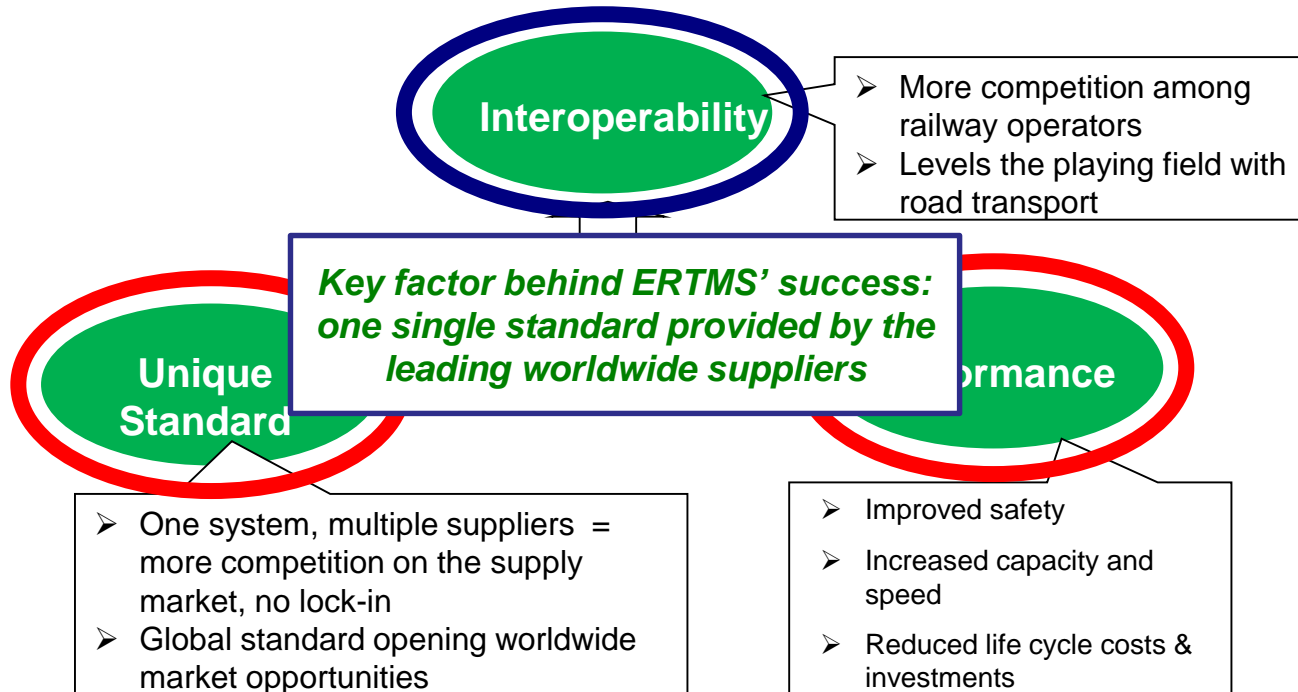 Interoperability
➢ More competition among
railway operators
➢ Levels the playing field with
road transport
Key factor behind ERTMS’ success:
one single standard provided by the
leading worldwide suppliers
Unique
Standard
ormance
➢ One system, multiple suppliers =
more competition on the supply
market, no lock-in
➢ Global standard opening worldwide
market opportunities
➢ Improved safety
➢ Increased capacity and
speed
➢ Reduced life cycle costs &
investments